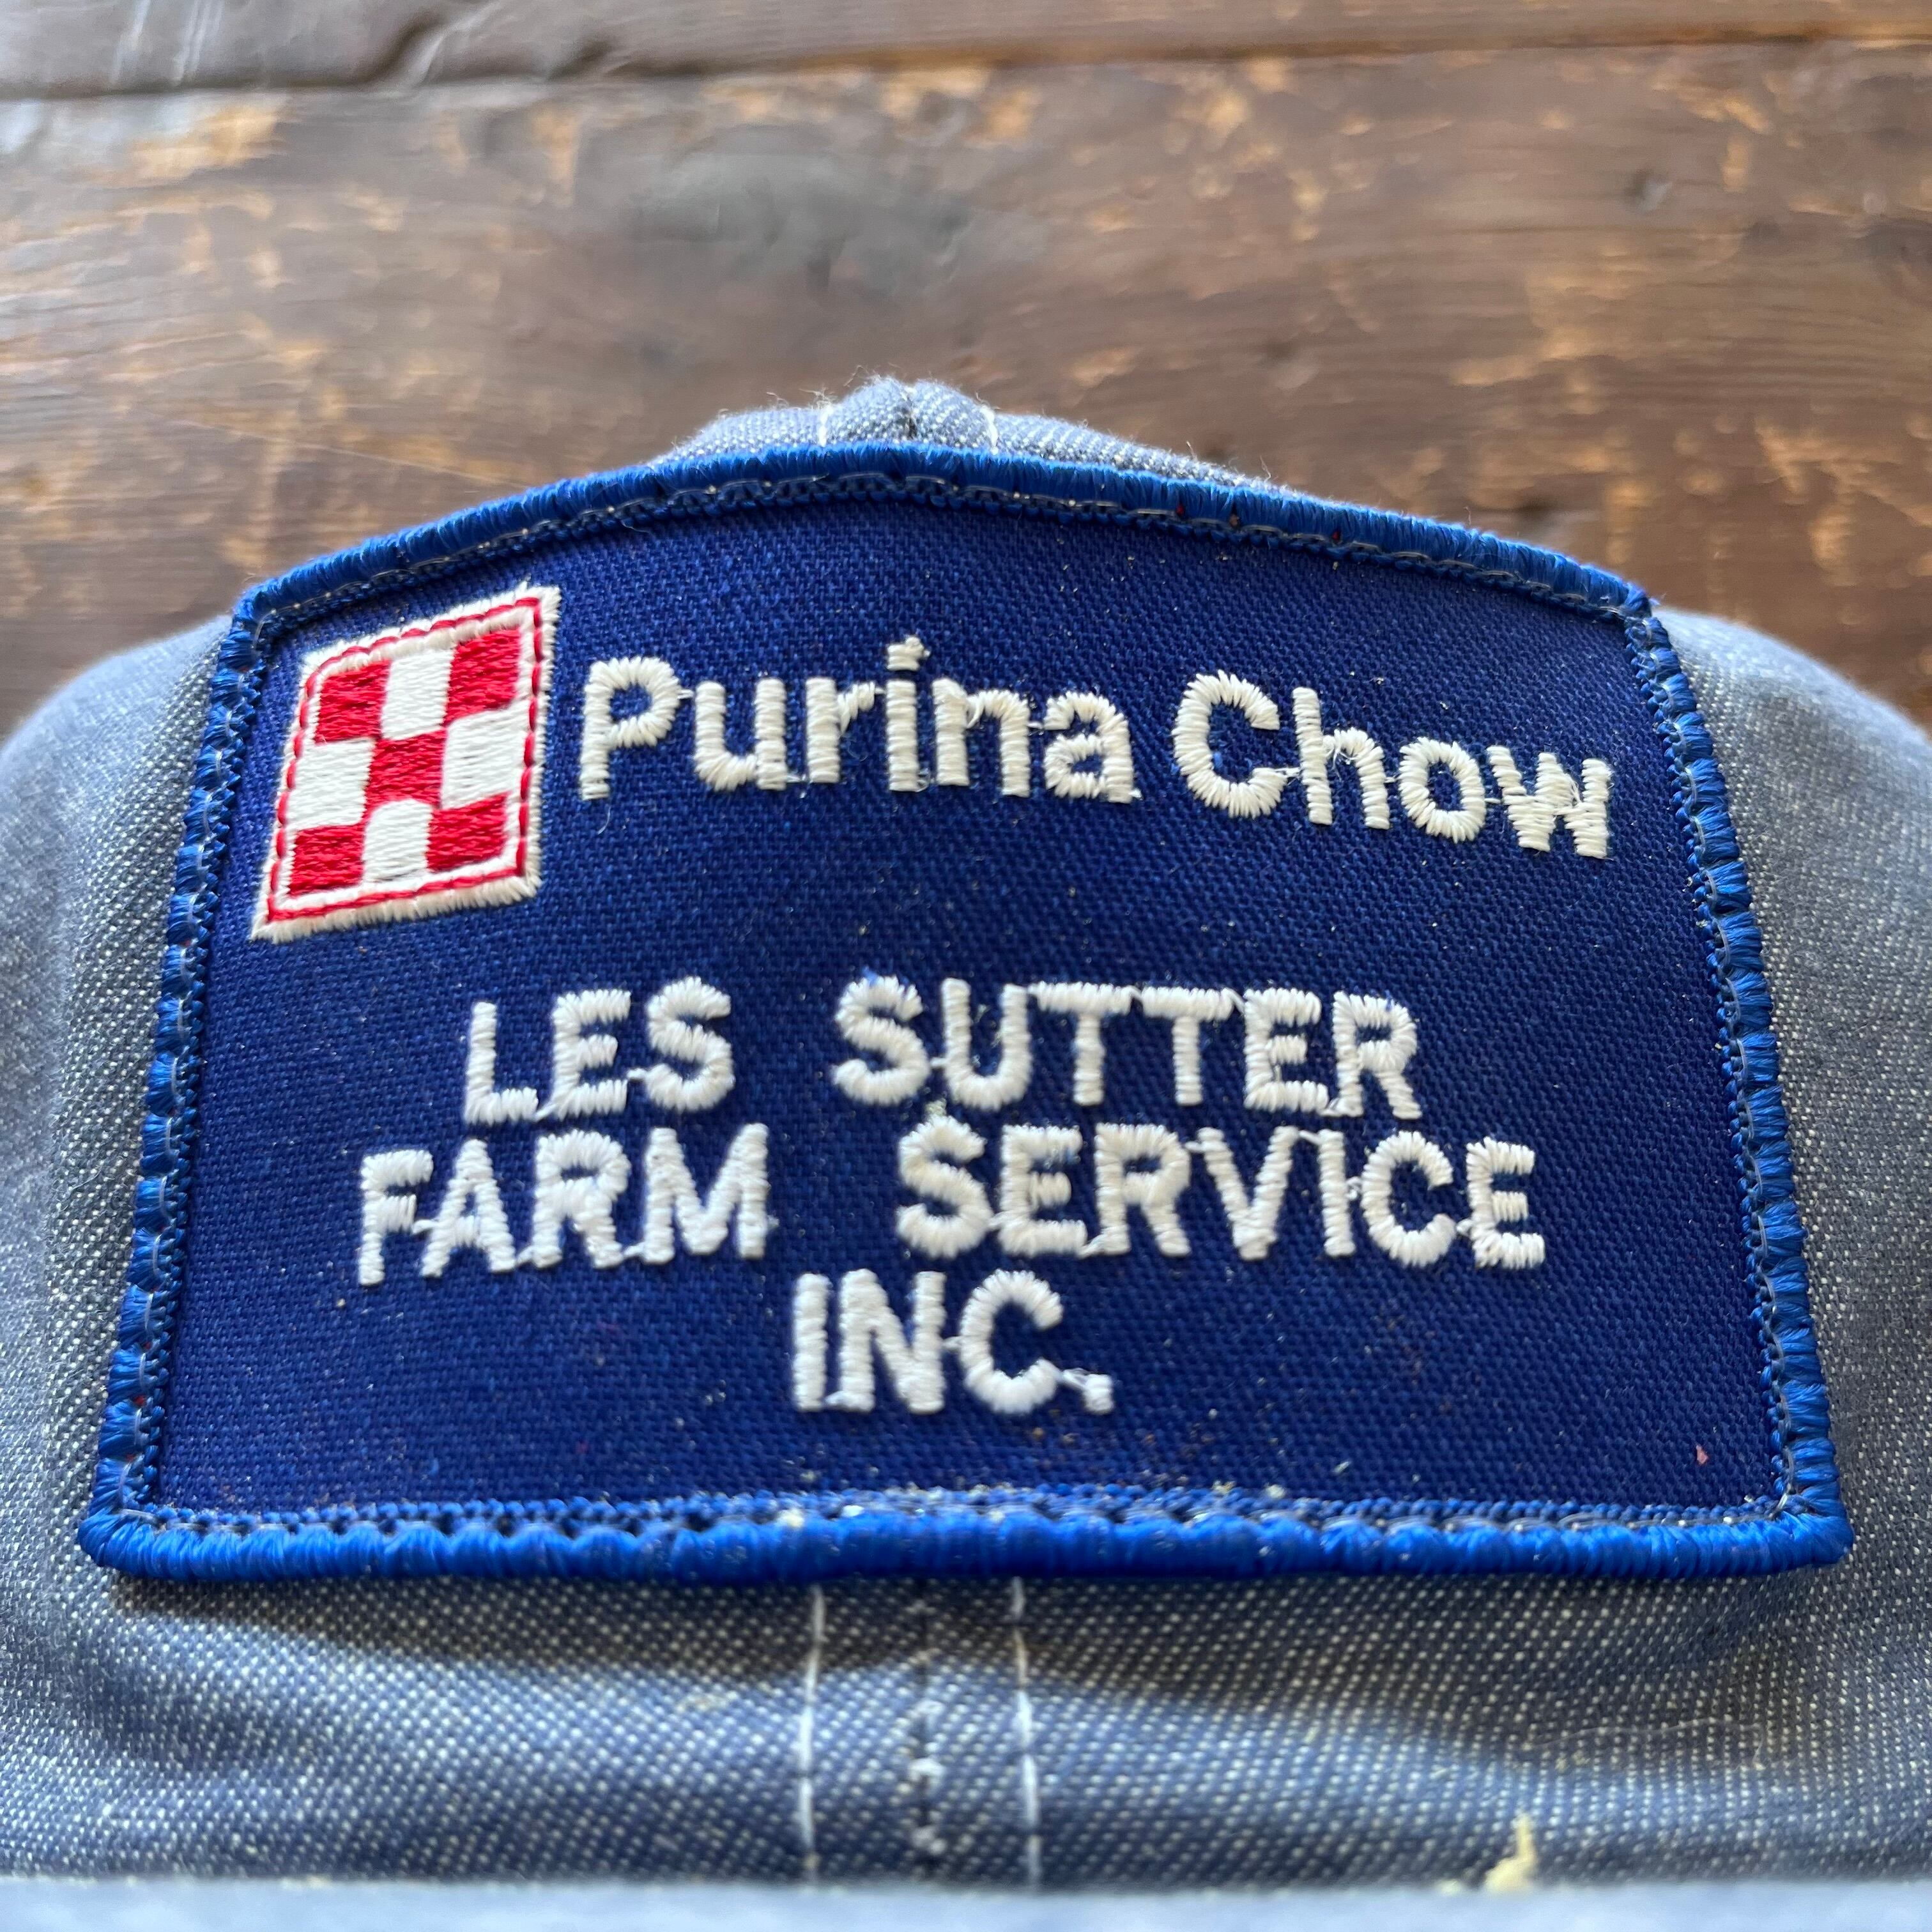 Purina Chow
LES SUTTER
FARM SERVICE
INC.